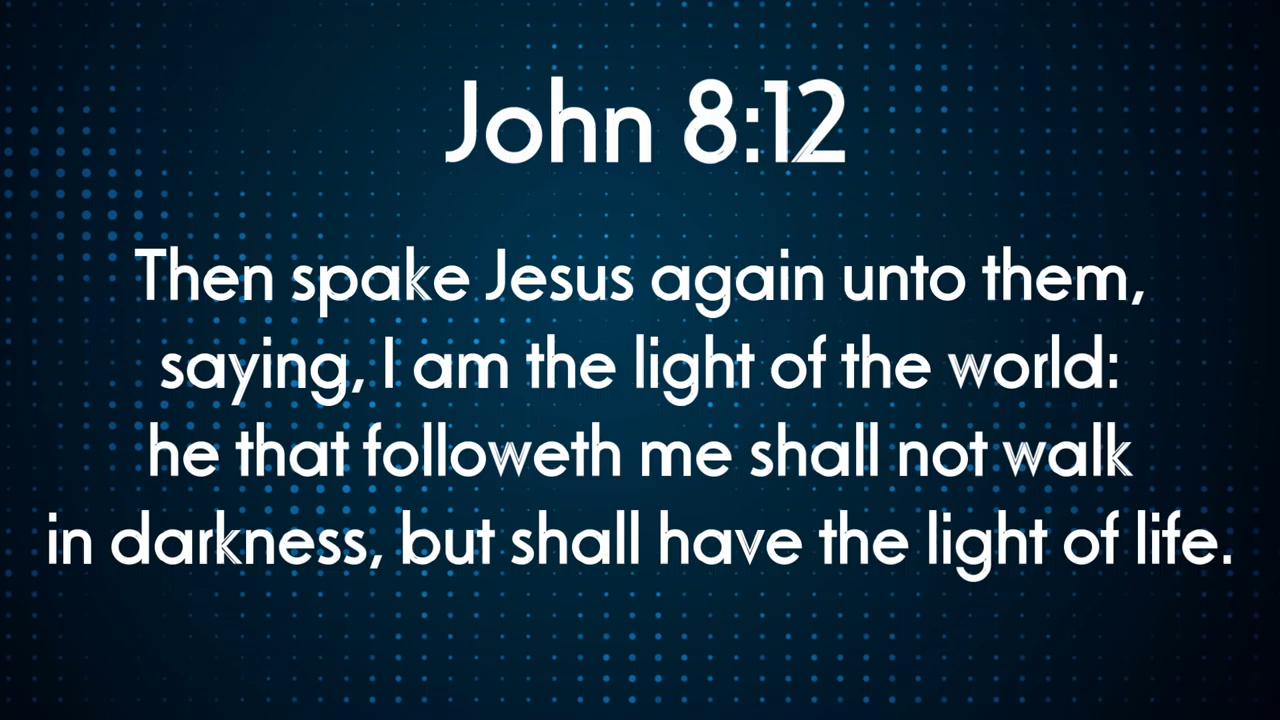 John 8:12
Then spake Jesus again unto them,
saying, I am the light of the world:
he that followeth me shall not walk
in darkness, but shall have the light of life.